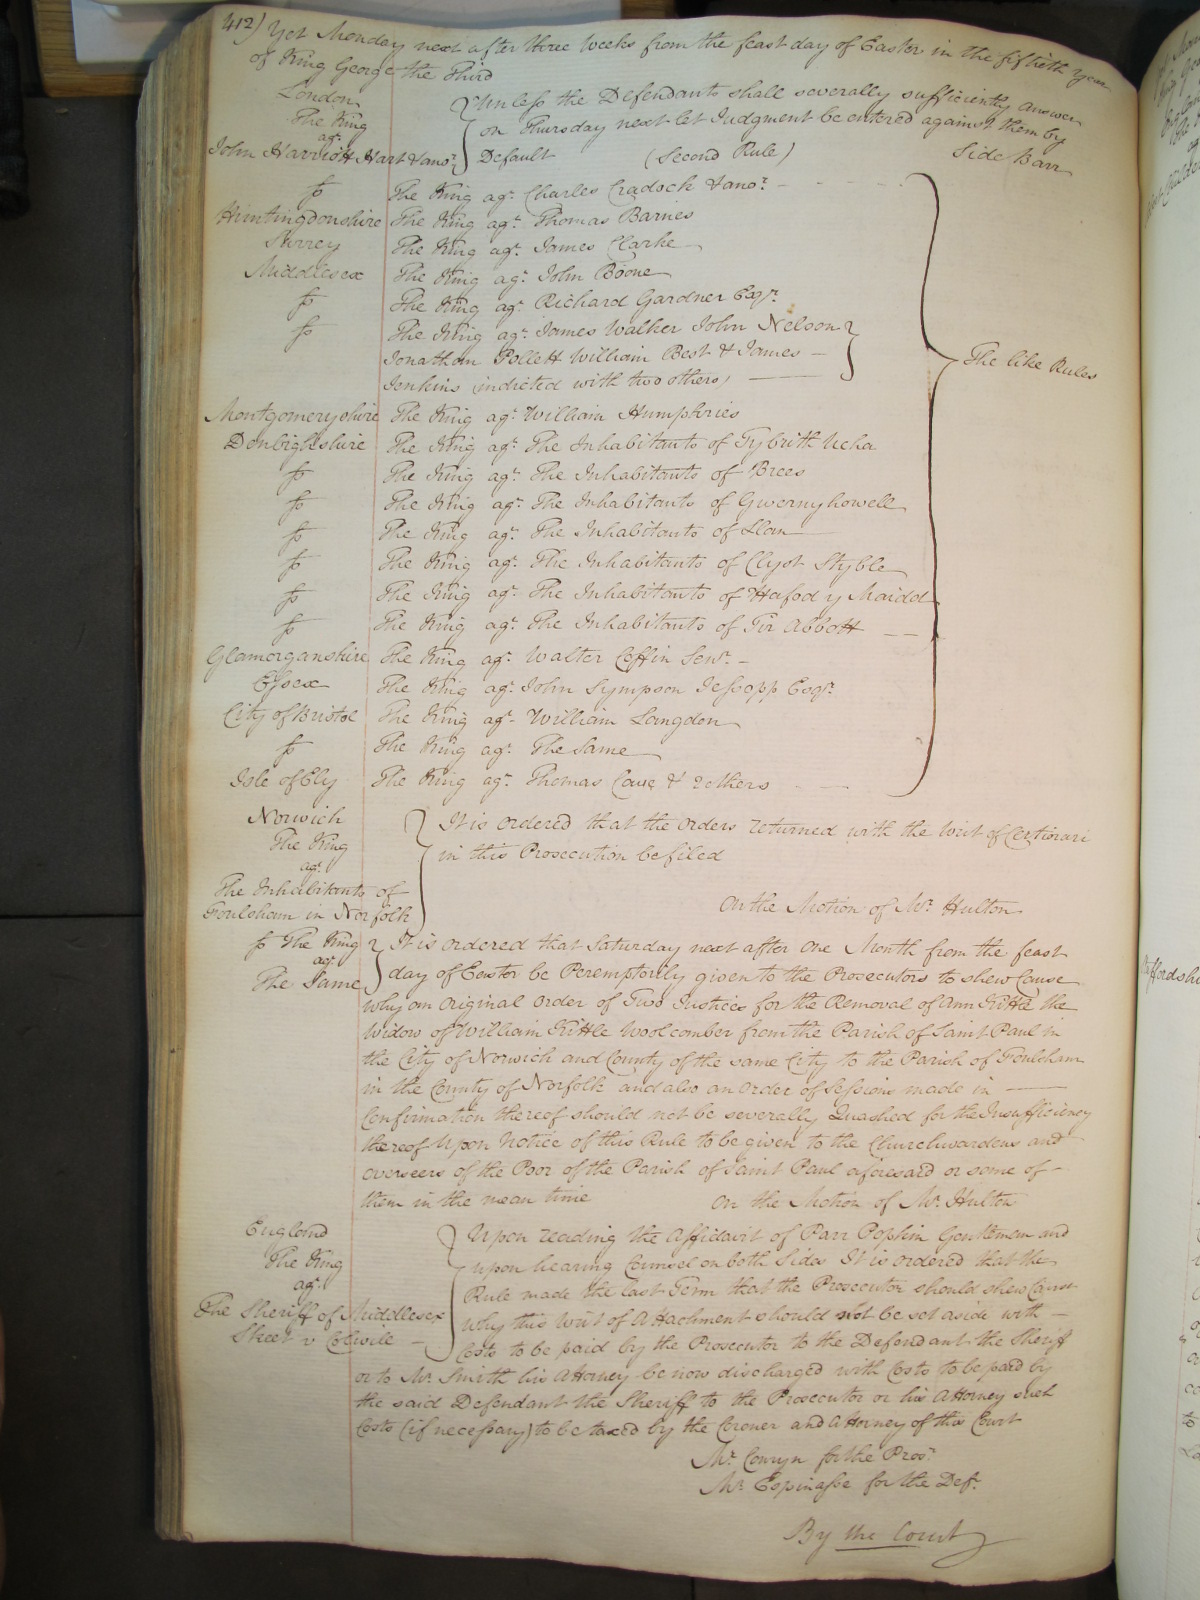 412) Yet Monday next after three Weeks from the feast day of Easter in the fiftieth Year
of King George the Third
London
The King
agt
John Harriott Hart & anor
Unless the Defendants shall severally sufficiently answer
on Thursday next let Judgment be entered against them by
Default (Second Rule) Side Barr
The King agt Charles Cradock & anor
Huntingdonshire The King agt Thomas Barnes
Surrey The King agt James Clarke
Middlesex The King agt John Boone
The King agt Richard Gardner Esqr
The King agt James Walker John Nelson
Jonathan Pollett William Best & James
Jenkins (indicted with two others)
The like Rules
Montgomeryshire The King agt William Humphries
Denbighshire The King agt The Inhabitants of Tybrith Ucha
The King agt The Inhabitants of Brees
The King agt The Inhabitants of Gwernyhowell
The King agt The Inhabitants of Llan
The King agt The Inhabitants of Clyst Styble
The King agt The Inhabitants of Hafod y Maidd
The King agt The Inhabitants of Tir Abbott
Glamorganshire The King agt Walter Coffin Senr
Essex The King agt John Sympson Jessopp Esqr
City of Bristol The King agt William Langdon
The King agt The Same
Isle of Ely The King agt Thomas Cause & 2 others
Norwich
The King
agt
The Inhabitants of
Foulsham in Norfolk
It is ordered that the Orders returned with the Writ of Certiorari
in this Prosecution be filed
On the Motion of Mr Hulton
The King
agt
The Same
It is ordered that Saturday next after One Month from the feast
day of Easter be Peremptorily given to the Prosecutors to shew Cause
why an Original Order of Two Justices for the Removal of Ann Kittle the
Widow of William Kittle Woolcomber from the Parish of Saint Paul in
the City of Norwich and County of the same City to the Parish of Foulsham
in the County of Norfolk and also an Order of Sessions made in
Confirmation thereof should not be severally Quashed for the Insufficiency
thereof Upon Notice of this Rule to be given to the Churchwardens and
Overseers of the Poor of the Parish of Saint Paul aforesaid or some of
them in the mean time On the Motion of Mr Hulton
England
The King
agt
The Sheriff of Middlesex
Skeet v
Upon reading the Affidavit of Parr Popkin Gentleman and
upon hearing Counsel on both Sides It is ordered that the
Rule made the last Term that the Prosecutor should shew Cause
why this Writ of Attachment should not be set aside with
Costs to be paid by the Prosecutor to the Defendant the Sheriff
or to Mr Smith his Attorney be now discharged with Costs to be paid by
the said Defendant the Sheriff to the Prosecutor or his Attorney such
Costs (if necessary) to be taxed by the Coroner and Attorney of this Court
Mr Comyn for the Prosr
Mr Espinasse for the Deft
By the Court